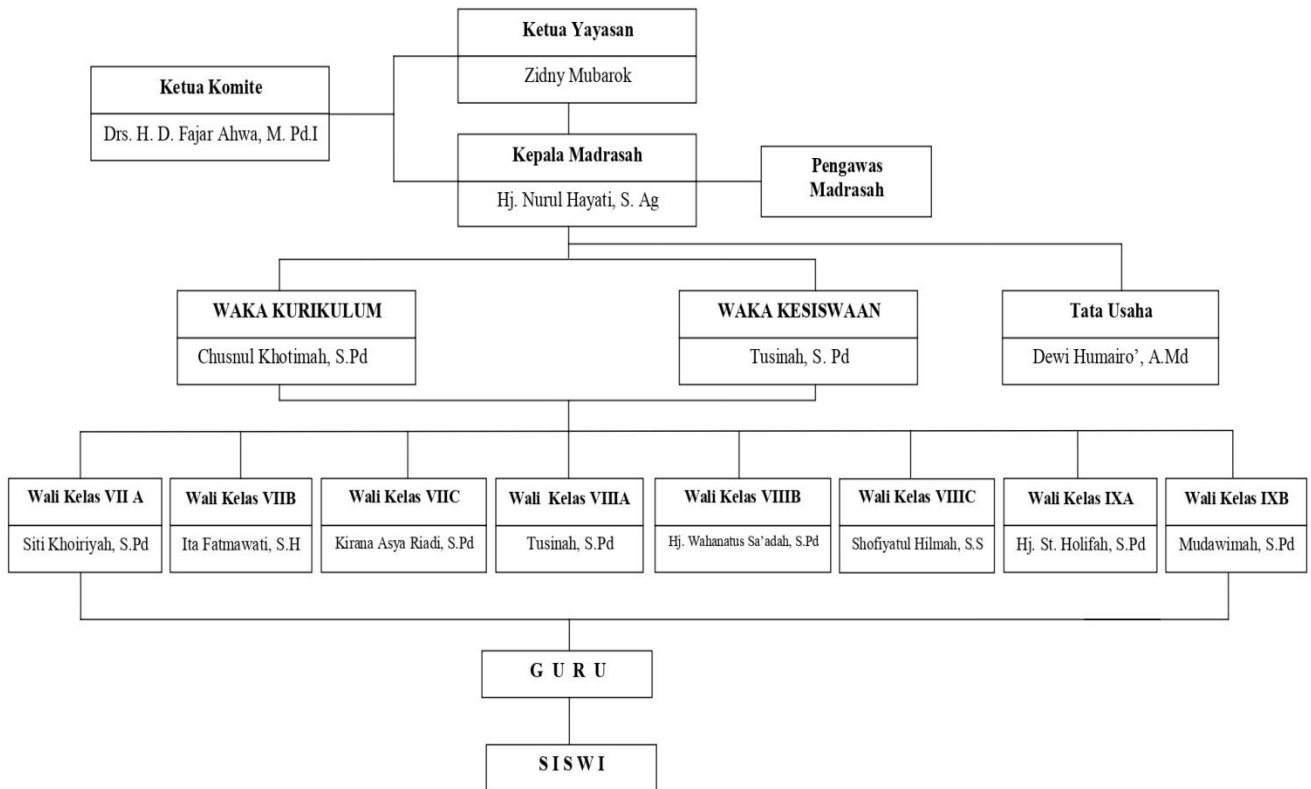 Ketua Yayasan
Zidny Mubarok
Ketua Komite
Drs. H. D. Fajar Ahwa, M. Pd.I
Kepala Madrasah
Hj. Nurul Hayati, S. Ag
Pengawas
Madrasah
WAKA KURIKULUM
Chusnul Khotimah, S.Pd
WAKA KESISWAAN
Tusinah, S. Pd
Tata Usaha
Dewi Humairo’, A.Md
Wali Kelas VII A
Siti Khoiriyah, S.Pd
Wali Kelas VIIB
Ita Fatmawati, S.H
Wali Kelas VIIC
Kirana Asya Riadi, S.Pd
Wali Kelas VIIIA
Tusinah, S.Pd
Wali Kelas VIIIB
Hj. Wahanatus Sa’adah, S.Pd
Wali Kelas VIIIC
Shofiyatul Hilmah, S.S
Wali Kelas IXA
Hj. St. Holifah, S.Pd
Wali Kelas IXB
Mudawimah, S.Pd
G U R U
S I S W I